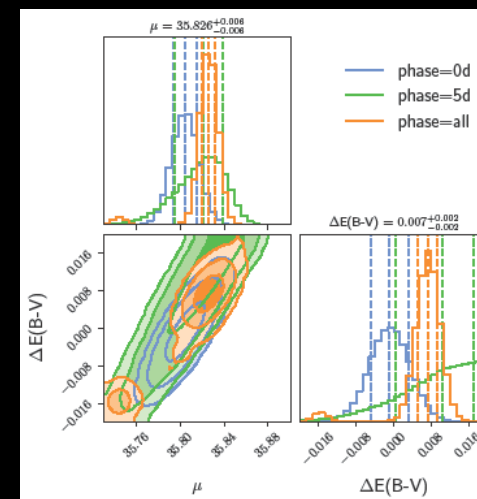 μ = 35.826+0.006−0.006
phase=0d
phase=5d
phase=all
ΔE(B-V) = 0.007+0.002−0.002
0.016
0.008
0.000
−0.008
−0.016
ΔE(B-V)
35.76
35.80
35.84
35.88
μ
−0.016
−0.008
0.000
0.008
0.016
ΔE(B-V)